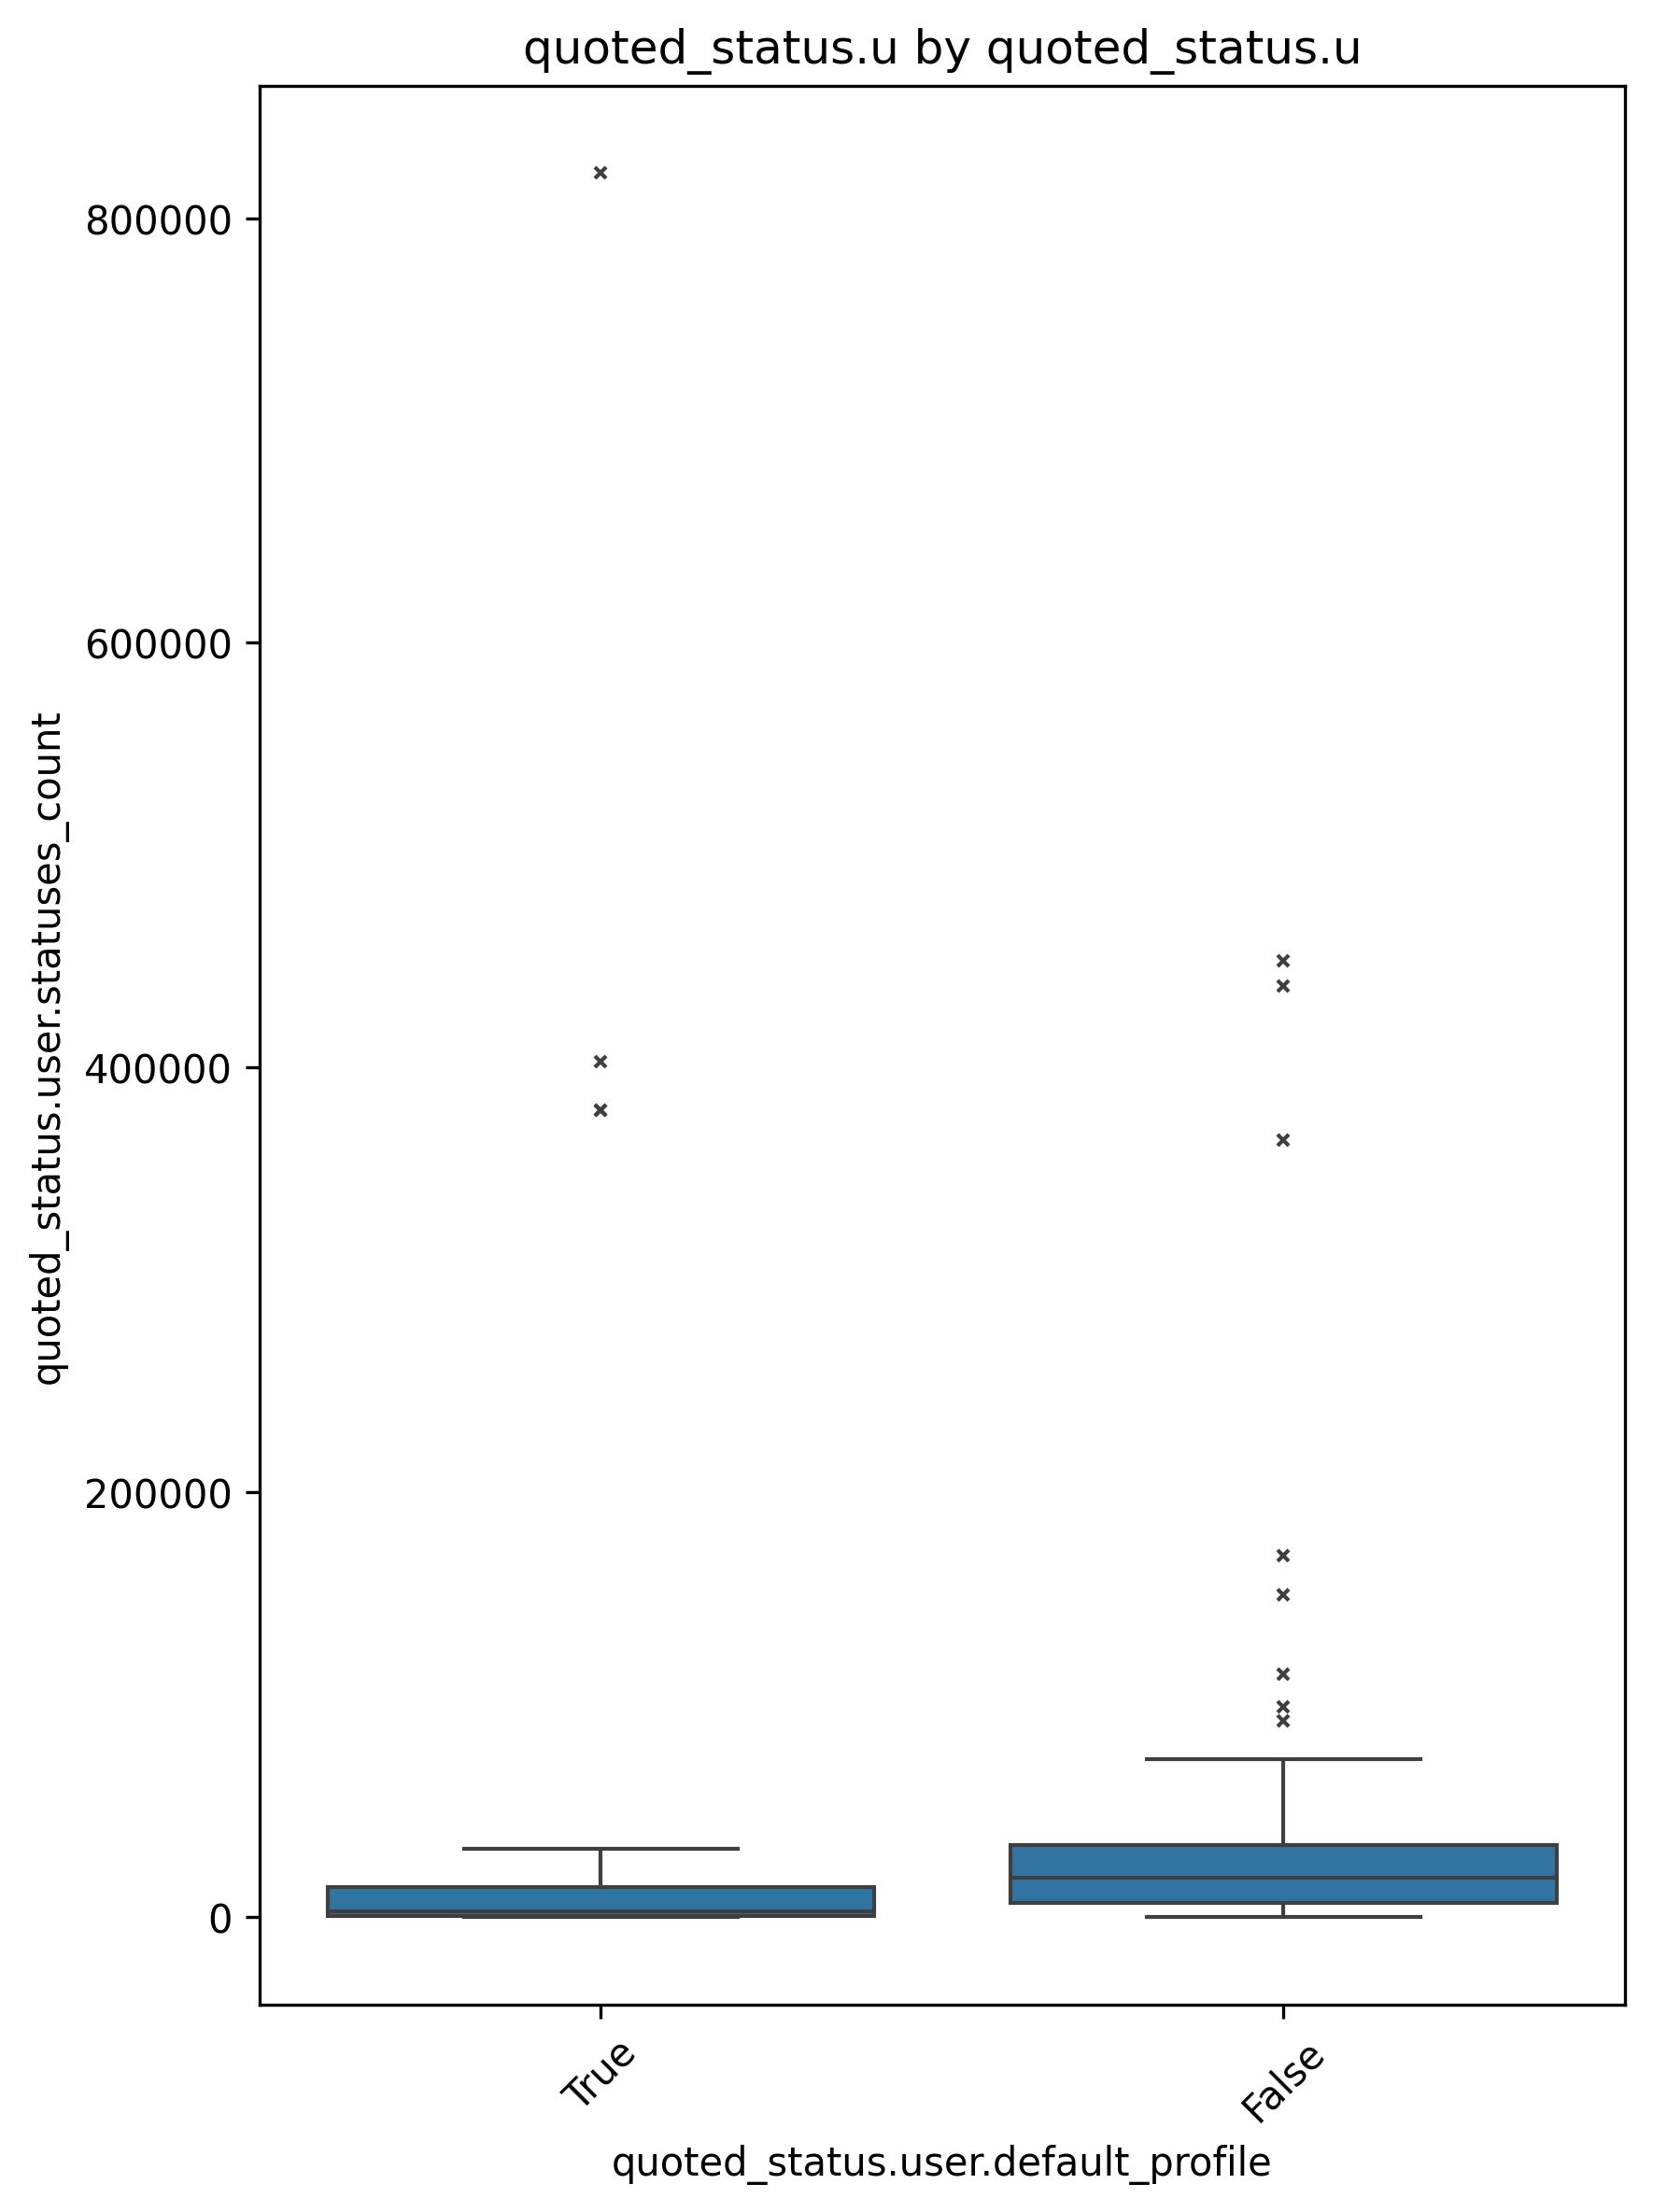 quoted_status.u by quoted_status.u
quoted_status.user.statuses_count
800000
600000
400000
200000
0
True
False
quoted_status.user.default_profile